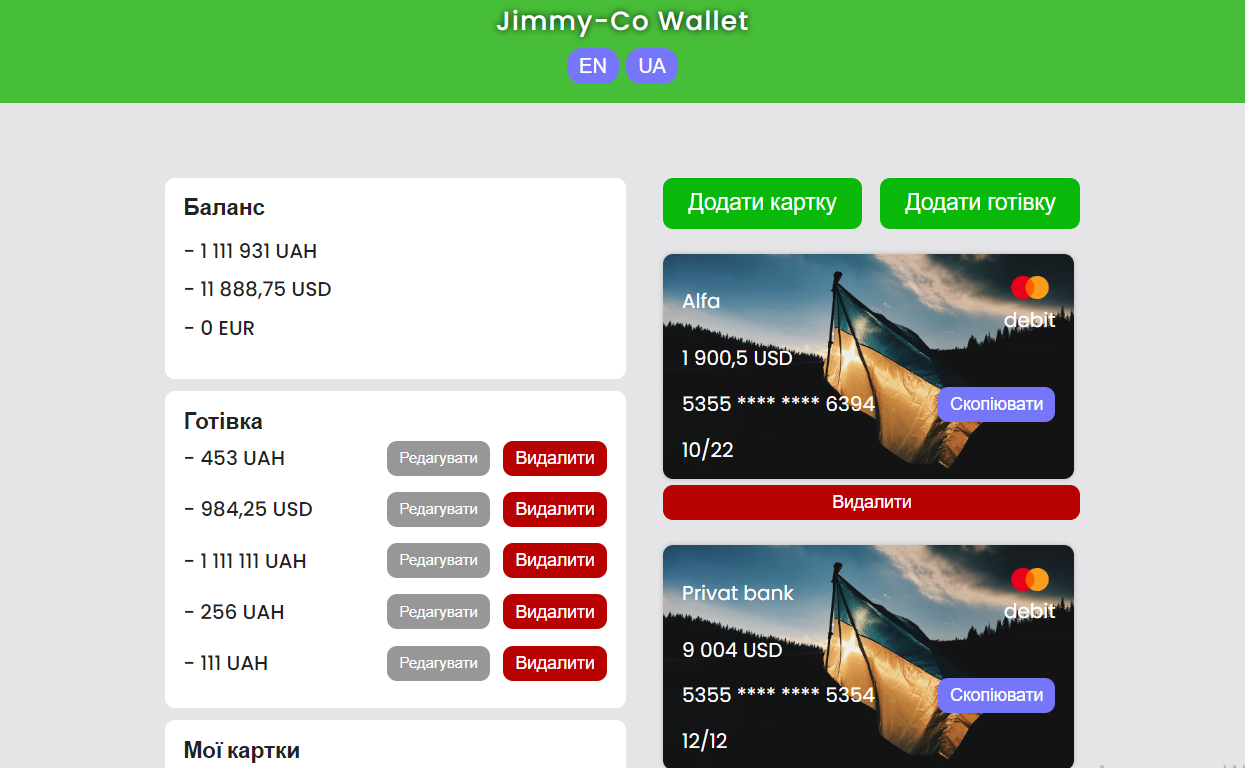 Jimmy-Co Wallet
EN UA
Баланс
- 1 111 931 UAH
- 11 888,75 USD
- 0 EUR
Готівка
- 453 UAH Редагувати Видалити
- 984,25 USD Редагувати Видалити
- 1 111 111 UAH Редагувати Видалити
- 256 UAH Редагувати Видалити
- 111 UAH Редагувати Видалити
Мої картки
Додати картку Додати готівку
Alfa
debit
1 900,5 USD
5355 **** **** 6394 Скопіювати
10/22
Видалити
Privat bank
debit
9 004 USD
5355 **** **** 5354 Скопіювати
12/12